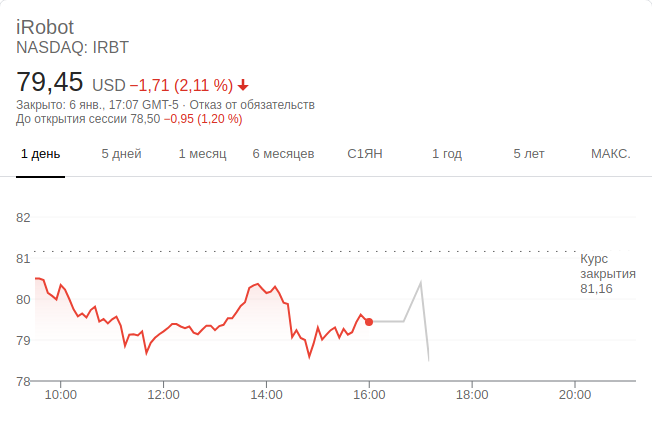 iRobot
NASDAQ: IRBT
79,45 USD −1,71 (2,11 %)
Закрыто: 6 янв., 17:07 GMT-5 · Отказ от обязательств
До открытия сессии 78,50 −0,95 (1,20 %)
1 день 5 дней 1 месяц 6 месяцев С1ЯН 1 год 5 лет МАКС.
82
81
80
79
78
Курс
закрытия
81,16
10:00 12:00 14:00 16:00 18:00 20:00